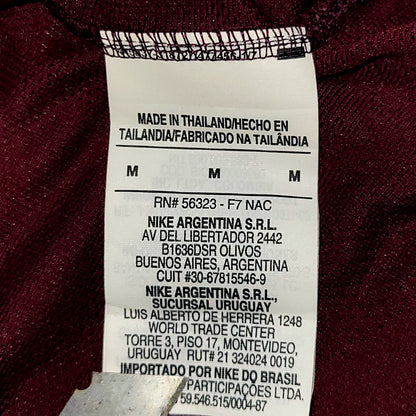 MADE IN THAILAND/HECHO EN
TAILANDIA/FABRICADO NA TAILÂNDIA
M M M
RN# 56323 - F7 NAC
NIKE ARGENTINA S.R.L.
AV DEL LIBERTADOR 2442
B1636DSR OLIVOS
BUENOS AIRES, ARGENTINA
CUIT #30-67815546-9
NIKE ARGENTINA S.R.L.,
SUCURSAL URUGUAY
LUIS ALBERTO DE HERRERA 1248
WORLD TRADE CENTER
TORRE 3, PISO 17, MONTEVIDEO,
URUGUAY RUT# 21 324024 0019
IMPORTADO POR NIKE DO BRASIL
PARTICIPAÇÕES LTDA.
59.546.515/0004-87